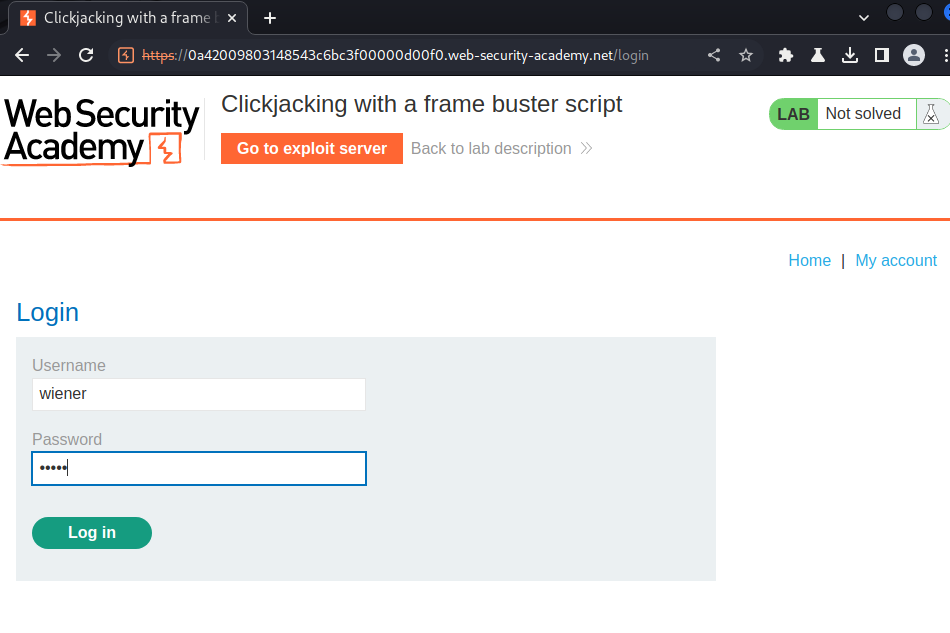 Clickjacking with a frame b
https://0a42009803148543c6bc3f00000d00f0.web-security-academy.net/login
Web Security
Academy
Clickjacking with a frame buster script
Go to exploit server
Back to lab description
LAB
Not solved
Home | My account
Login
Username
wiener
Password
•••••
Log in